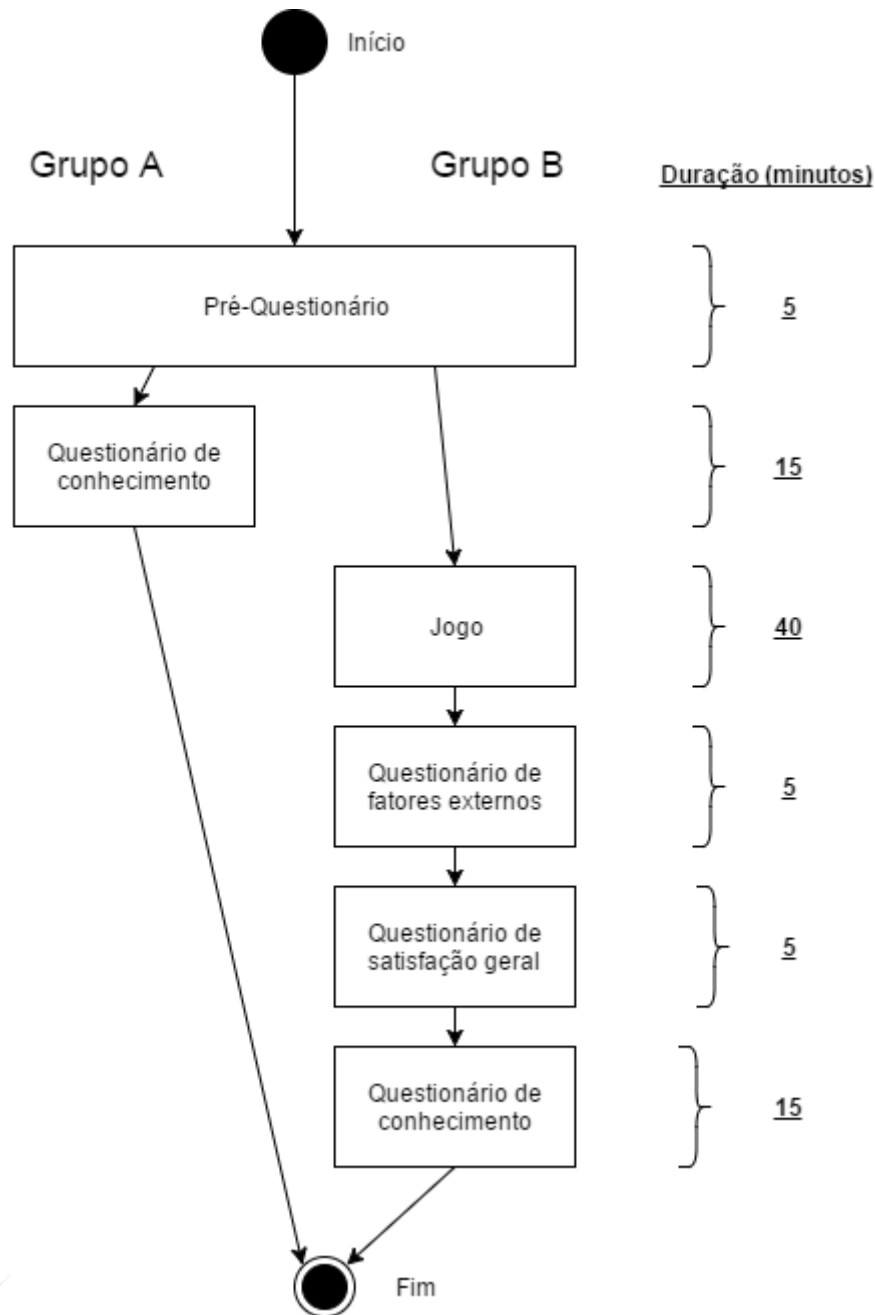 Início
Grupo A
Grupo B
Duração (minutos)
Pré-Questionário
5
Questionário de
conhecimento
15
Jogo
40
Questionário de
fatores externos
5
Questionário de
satisfação geral
5
Questionário de
conhecimento
15
Fim